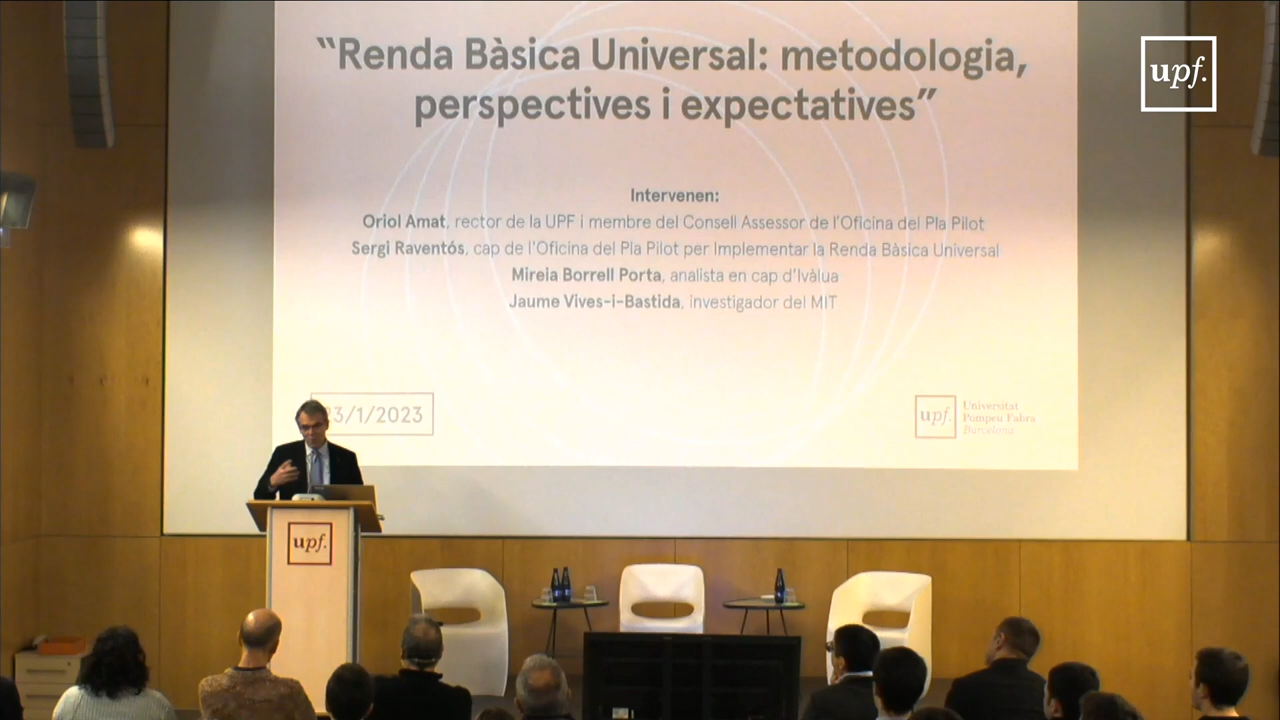 “Renda Bàsica Universal: metodologia,
perspectives i expectatives”
upf.
Intervenen:
Oriol Amat, rector de la UPF i membre del Consell Assessor de l'Oficina del Pla Pilot
Sergi Raventós, cap de l'Oficina del Pla Pilot per Implementar la Renda Bàsica Universal
Mireia Borrell Porta, analista en cap d'Ivàlua
Jaume Vives-i-Bastida, investigador del MIT
3/1/2023
upf.
Universitat
Pompeu Fabra
Barcelona
upf.